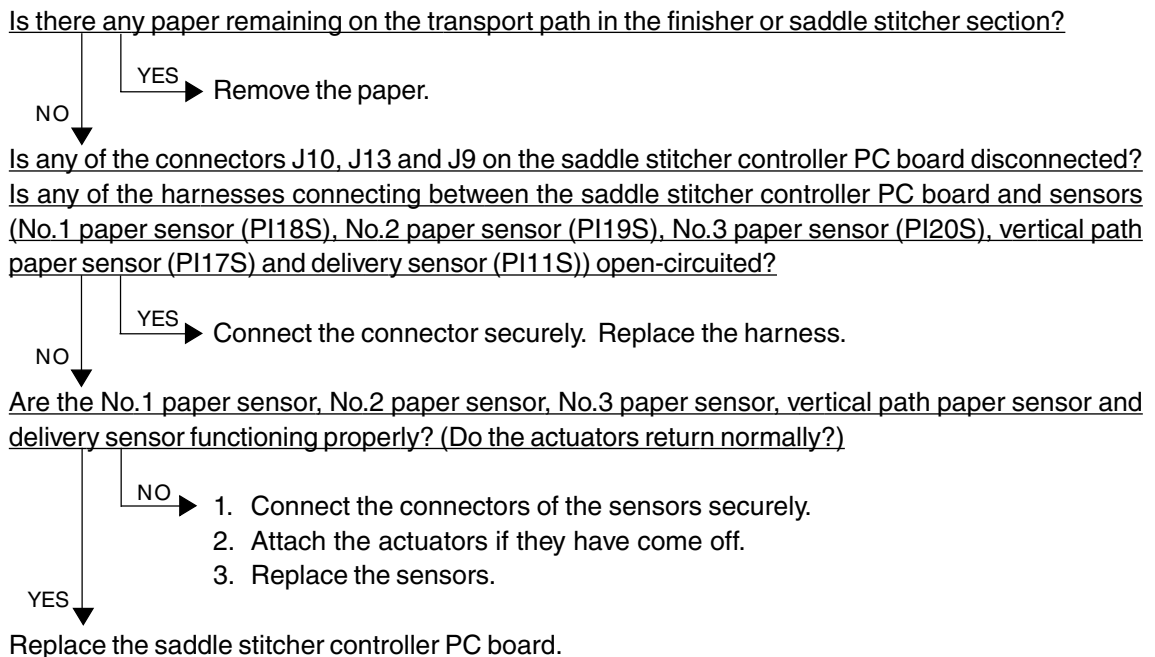 Is there any paper remaining on the transport path in the finisher or saddle stitcher section?
YES
Remove the paper.
NO
Is any of the connectors J10, J13 and J9 on the saddle stitcher controller PC board disconnected?
Is any of the harnesses connecting between the saddle stitcher controller PC board and sensors
(No.1 paper sensor (PI18S), No.2 paper sensor (PI19S), No.3 paper sensor (PI20S), vertical path
paper sensor (PI17S) and delivery sensor (PI11S)) open-circuited?
YES
Connect the connector securely. Replace the harness.
NO
Are the No.1 paper sensor, No.2 paper sensor, No.3 paper sensor, vertical path paper sensor and
delivery sensor functioning properly? (Do the actuators return normally?)
NO
1. Connect the connectors of the sensors securely.
2. Attach the actuators if they have come off.
3. Replace the sensors.
YES
Replace the saddle stitcher controller PC board.